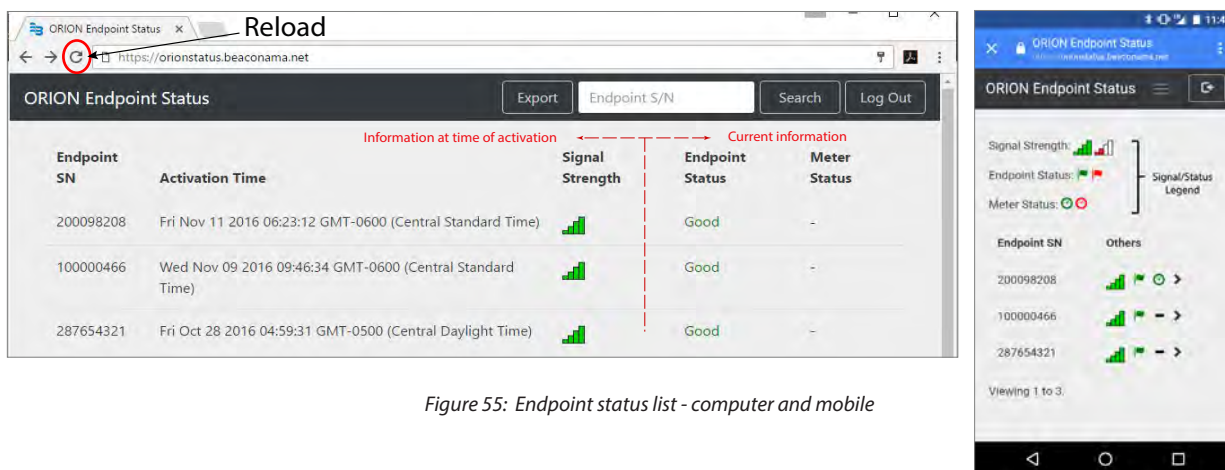 Reload
ORION Endpoint Status
https://orionstatus.beaconama.net
ORION Endpoint Status Export Endpoint S/N Search Log Out
Information at time of activation Current information
Endpoint SN Activation Time Signal Strength Endpoint Status Meter Status
200098208 Fri Nov 11 2016 06:23:12 GMT-0600 (Central Standard Time) Good -
100000466 Wed Nov 09 2016 09:46:34 GMT-0600 (Central Standard
Time) Good -
287654321 Fri Oct 28 2016 04:59:31 GMT-0500 (Central Daylight Time) Good -
Figure 55: Endpoint status list - computer and mobile
11:4
ORION Endpoint Status
ORION Endpoint Status
Signal Strength:
Endpoint Status:
Meter Status:
Signal/Status
Legend
Endpoint SN Others
200098208
100000466 -
287654321 -
Viewing 1 to 3.